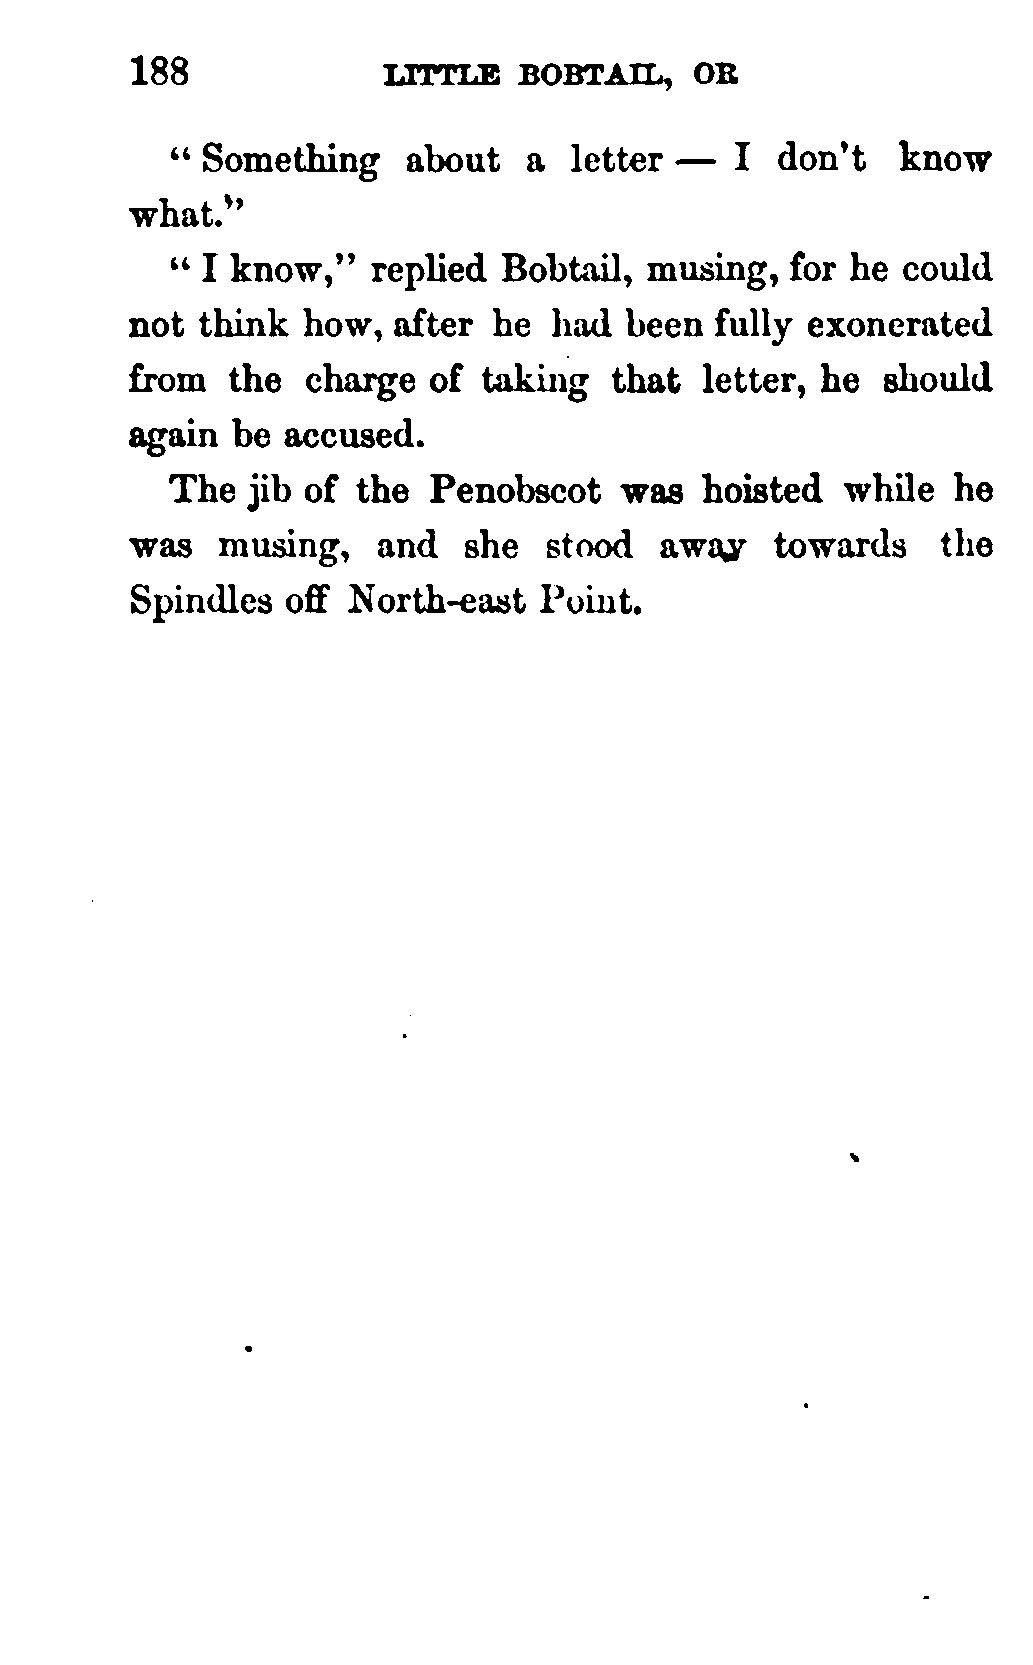 188 LITTLE BOBTAIL, OR
“Something about a letter — I don't know
what.”
“I know,” replied Bobtail, musing, for he could
not think how, after he had been fully exonerated
from the charge of taking that letter, he should
again be accused.
The jib of the Penobscot was hoisted while he
was musing, and she stood away towards the
Spindles off North-east Point.